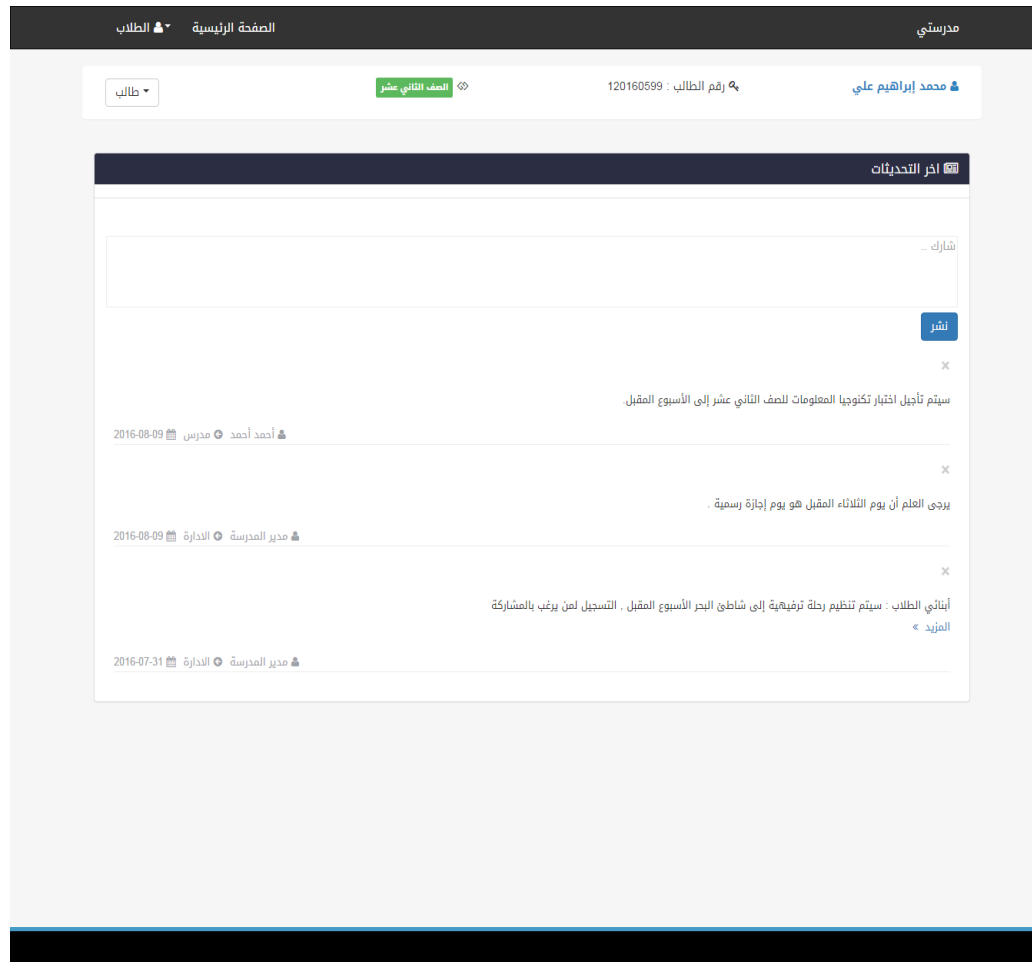 مدرستي
الصفحة الرئيسية
الطلاب
محمد إبراهيم علي
رقم الطالب : 120160599
الصف الثاني عشر
طالب
اخر التحديثات
شارك ..
نشر
×
سيتم تأجيل اختبار تكنوجيا المعلومات للصف الثاني عشر إلى الأسبوع المقبل.
أحمد أحمد مدرس 2016-08-09
×
يرجى العلم أن يوم الثلاثاء المقبل هو يوم إجازة رسمية .
مدير المدرسة الادارة 2016-08-09
×
أبنائي الطلاب : سيتم تنظيم رحلة ترفيهية إلى شاطئ البحر الأسبوع المقبل , التسجيل لمن يرغب بالمشاركة
المزيد »
مدير المدرسة الادارة 2016-07-31